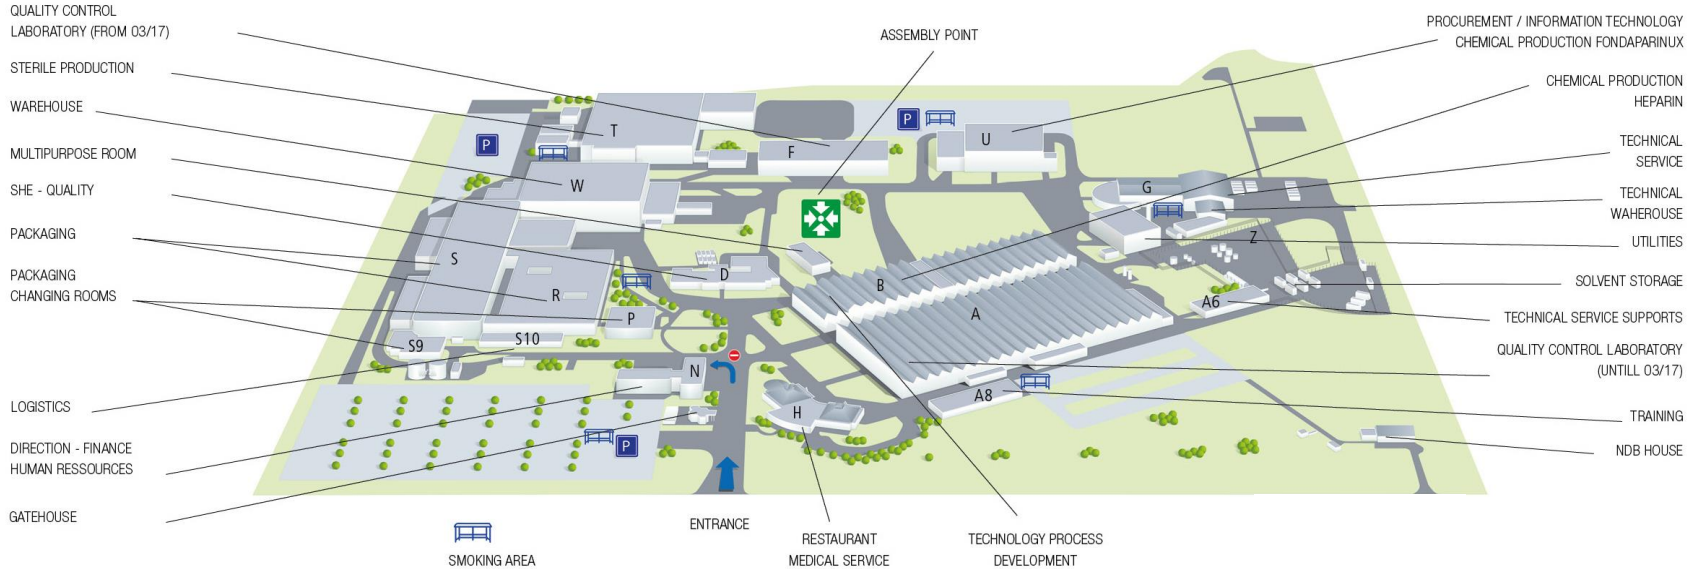 QUALITY CONTROL
LABORATORY (FROM 03/17)
STERILE PRODUCTION
WAREHOUSE
MULTIPURPOSE ROOM
SHE - QUALITY
PACKAGING
PACKAGING
CHANGING ROOMS
LOGISTICS
DIRECTION - FINANCE
HUMAN RESSOURCES
GATEHOUSE
ASSEMBLY POINT
PROCUREMENT / INFORMATION TECHNOLOGY
CHEMICAL PRODUCTION FONDAPARINUX
CHEMICAL PRODUCTION
HEPARIN
TECHNICAL
SERVICE
TECHNICAL
WAHEROUSE
UTILITIES
SOLVENT STORAGE
TECHNICAL SERVICE SUPPORTS
QUALITY CONTROL LABORATORY
(UNTILL 03/17)
TRAINING
NDB HOUSE
P
P
T
F
U
W
G
Z
S
D
B
R
A
A6
P
S9
S10
N
A8
H
P
SMOKING AREA
ENTRANCE
RESTAURANT
MEDICAL SERVICE
TECHNOLOGY PROCESS
DEVELOPMENT